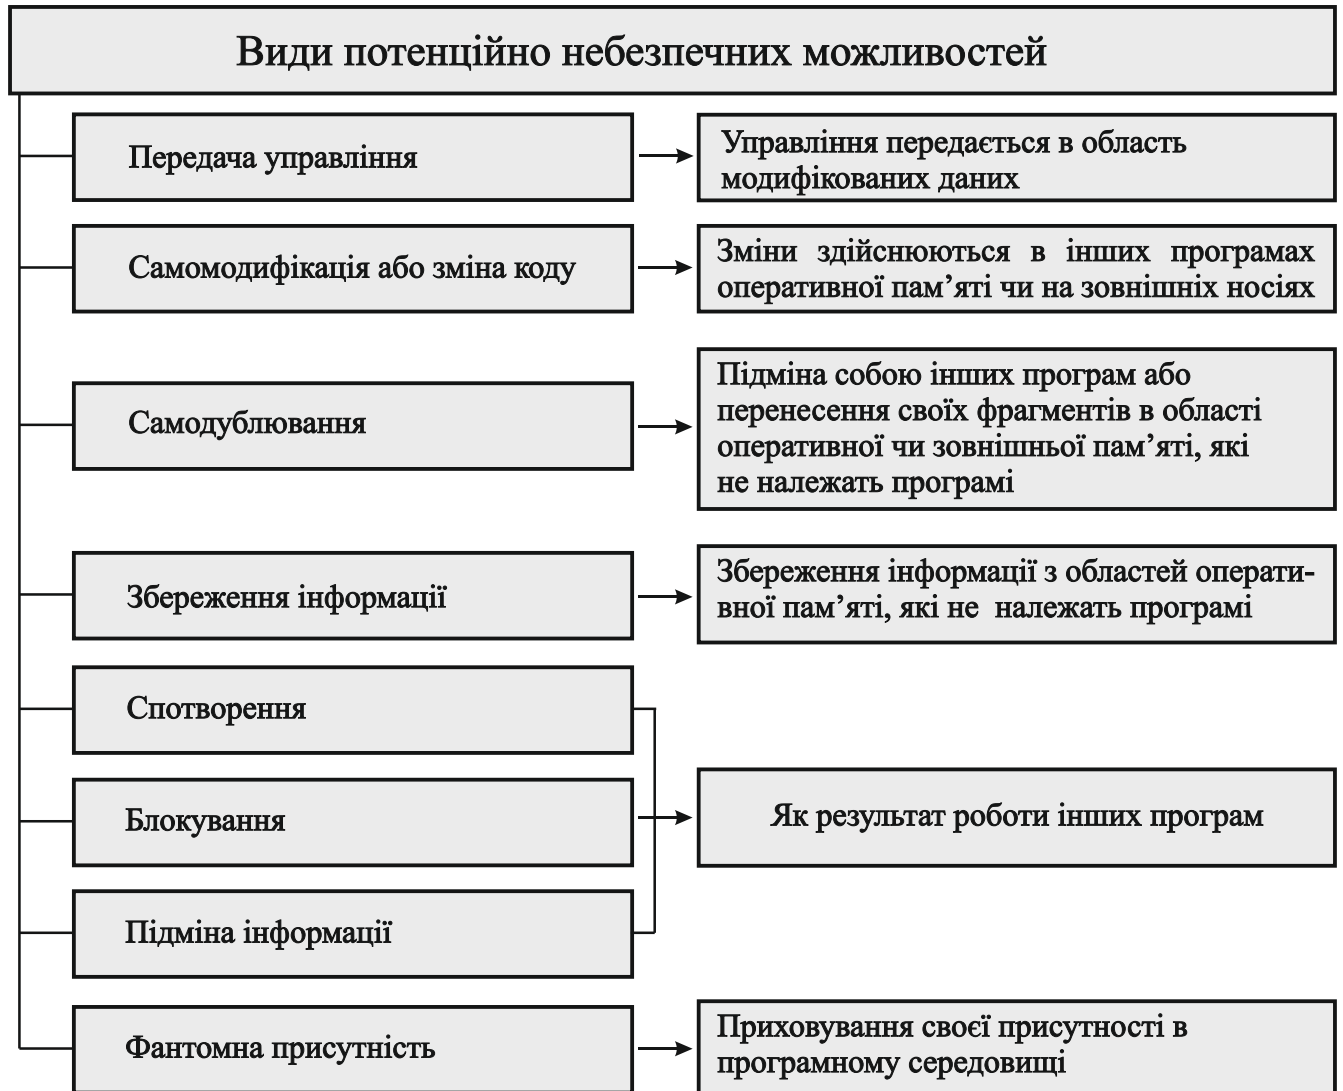 Види потенційно небезпечних можливостей
Передача управління
Управління передається в область
модифікованих даних
Самомодифікація або зміна коду
Зміни здійснюються в інших програмах
оперативної пам’яті чи на зовнішніх носіях
Самодублювання
Підміна собою інших програм або
перенесення своїх фрагментів в області
оперативної чи зовнішньої пам’яті, які
не належать програмі
Збереження інформації
Збереження інформації з областей операти-
вної пам’яті, які не належать програмі
Спотворення
Блокування
Підміна інформації
Як результат роботи інших програм
Фантомна присутність
Приховування своєї присутності в
програмному середовищі